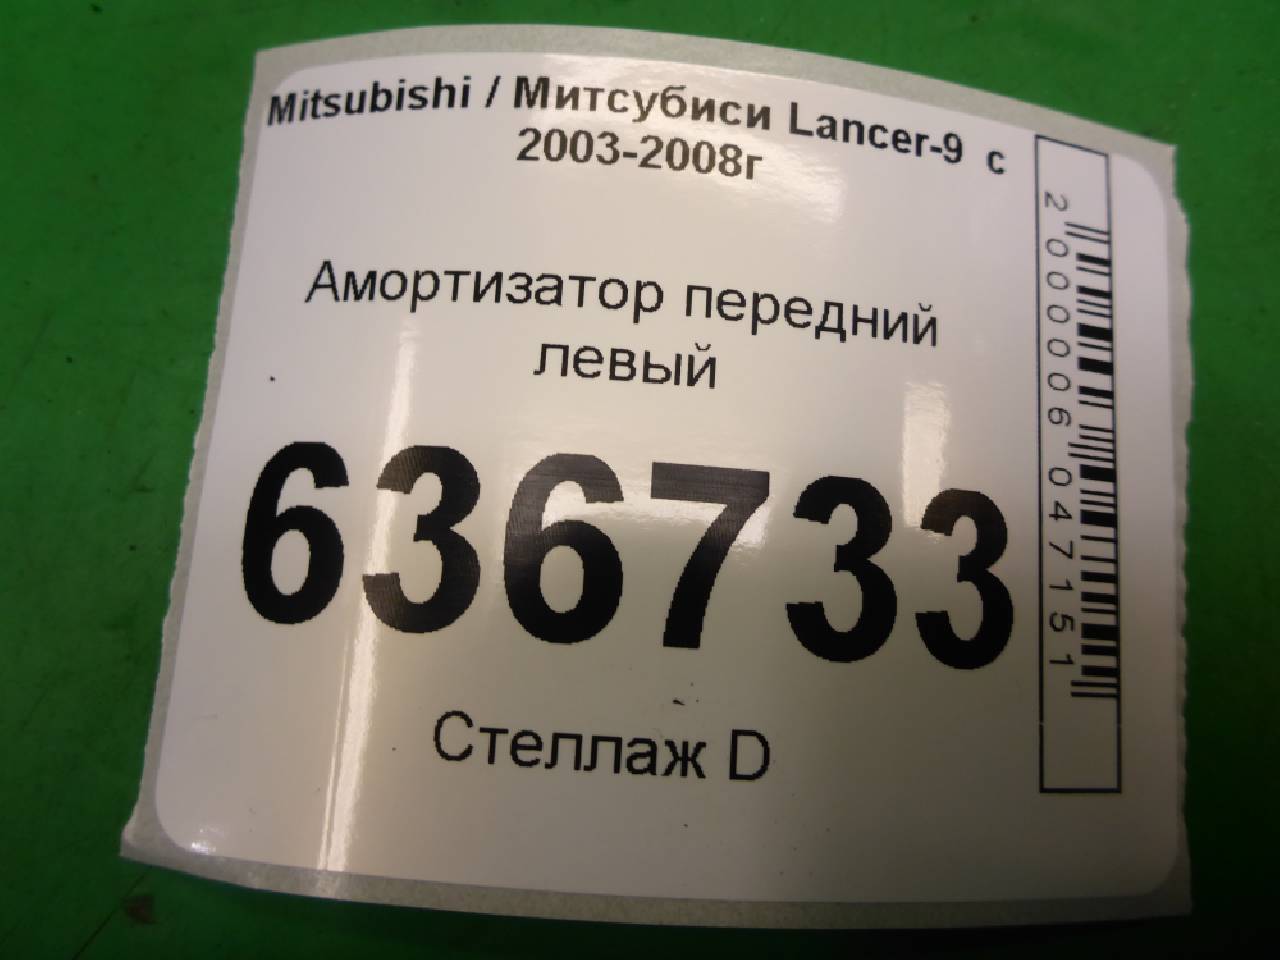 Mitsubishi / Митсубиси Lancer-9 с
2003-2008г
Амортизатор передний
левый
636733
Стеллаж D
2000006047151